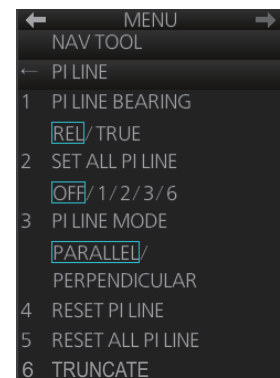 ← MENU →
NAV TOOL
← PI LINE
1 PI LINE BEARING
REL/ TRUE
2 SET ALL PI LINE
OFF/ 1/ 2/ 3/ 6
3 PI LINE MODE
PARALLEL/
PERPENDICULAR
4 RESET PI LINE
5 RESET ALL PI LINE
6 TRUNCATE